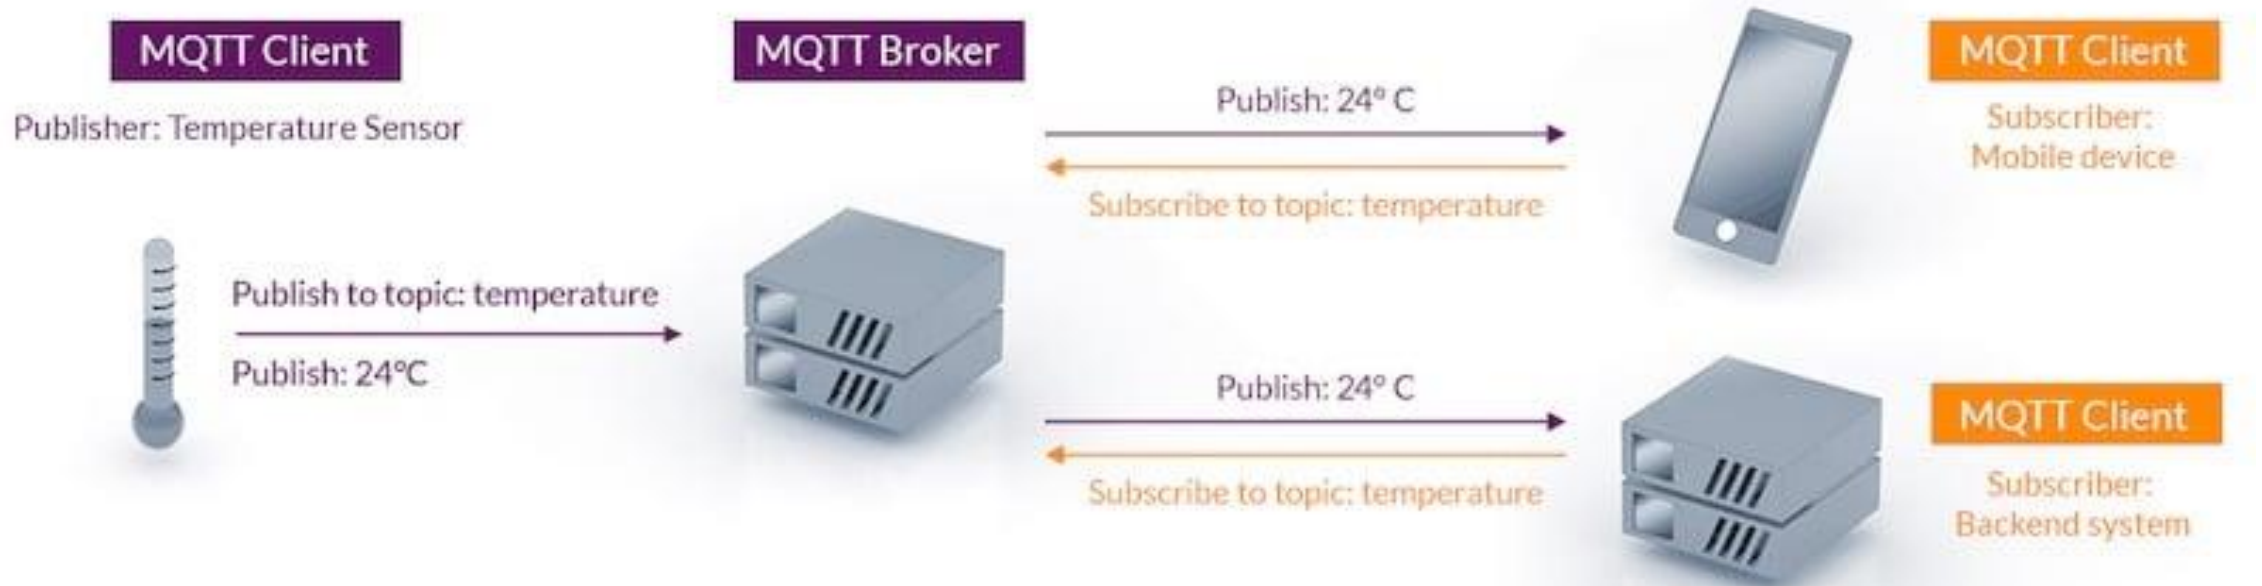 MQTT Client
Publisher: Temperature Sensor
Publish to topic: temperature
Publish: 24°C
MQTT Broker
Publish: 24° C
Subscribe to topic: temperature
MQTT Client
Subscriber:
Mobile device
Publish: 24° C
Subscribe to topic: temperature
MQTT Client
Subscriber:
Backend system